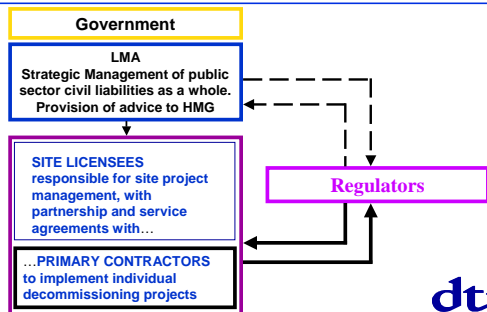 Government
LMA
Strategic Management of public
sector civil liabilities as a whole.
Provision of advice to HMG
SITE LICENSEES
responsible for site project
management, with
partnership and service
agreements with…
Regulators
…PRIMARY CONTRACTORS
to implement individual
decommissioning projects